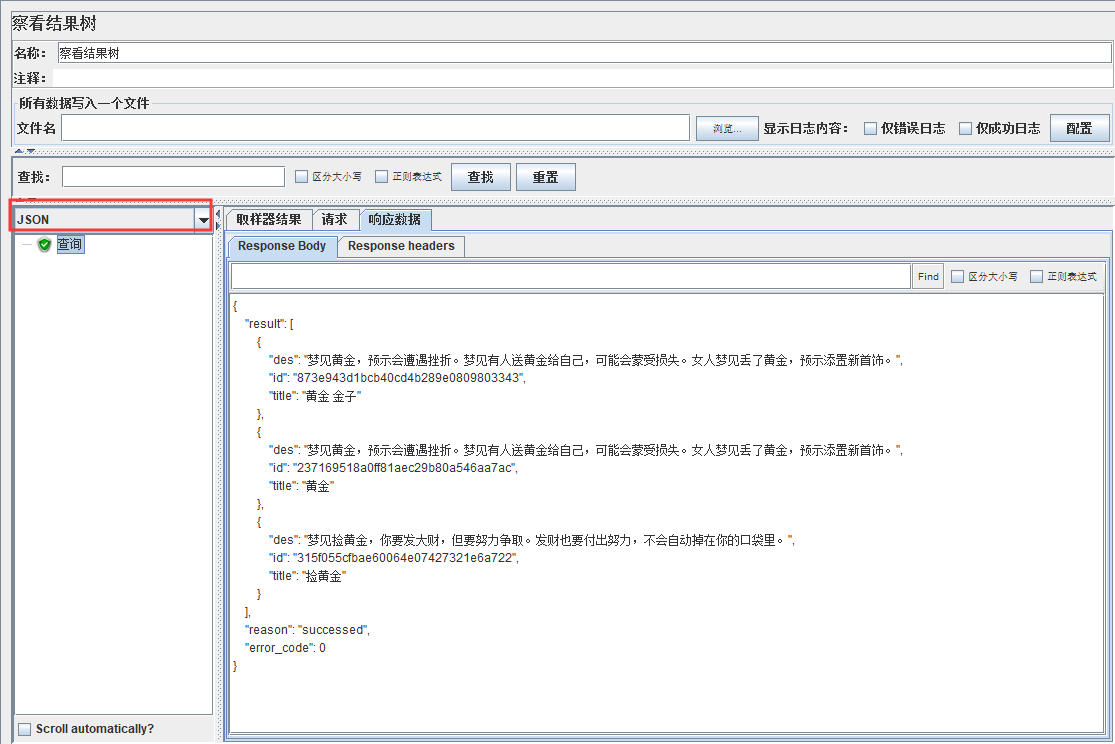 察看结果树
名称： 察看结果树
注释：
所有数据写入一个文件
文件名 浏览... 显示日志内容： 仅错误日志 仅成功日志 配置
查找： 区分大小写 正则表达式 查找 重置
JSON 取样器结果 请求 响应数据
查询 Response Body Response headers
Find 区分大小写 正则表达式
{
"result": [
{
"des": "梦见黄金，预示会遭遇挫折。梦见有人送黄金给自己，可能会蒙受损失。女人梦见丢了黄金，预示添置新首饰。",
"id": "873e943d1bcb40cd4b289e0809803343",
"title": "黄金 金子"
},
{
"des": "梦见黄金，预示会遭遇挫折。梦见有人送黄金给自己，可能会蒙受损失。女人梦见丢了黄金，预示添置新首饰。",
"id": "237169518a0ff81aec29b80a546aa7ac",
"title": "黄金"
},
{
"des": "梦见捡黄金，你要发大财，但要努力争取。发财也要付出努力，不会自动掉在你的口袋里。",
"id": "315f055cfbae60064e07427321e6a722",
"title": "捡黄金"
}
],
"reason": "successed",
"error_code": 0
}
Scroll automatically?